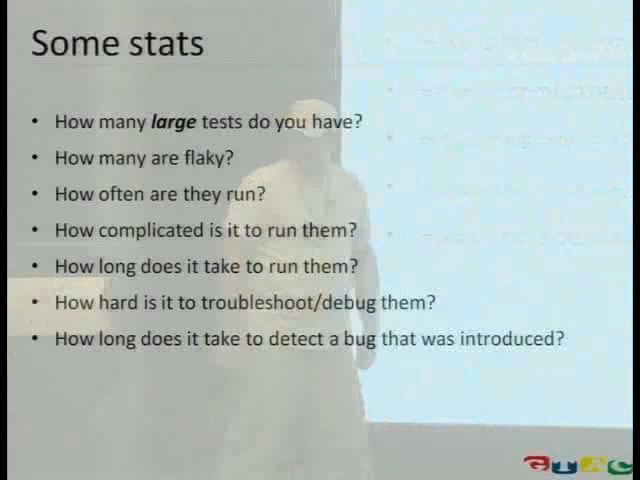 Some stats
• How many large tests do you have?
• How many are flaky?
• How often are they run?
• How complicated is it to run them?
• How long does it take to run them?
• How hard is it to troubleshoot/debug them?
• How long does it take to detect a bug that was introduced?
GTAC